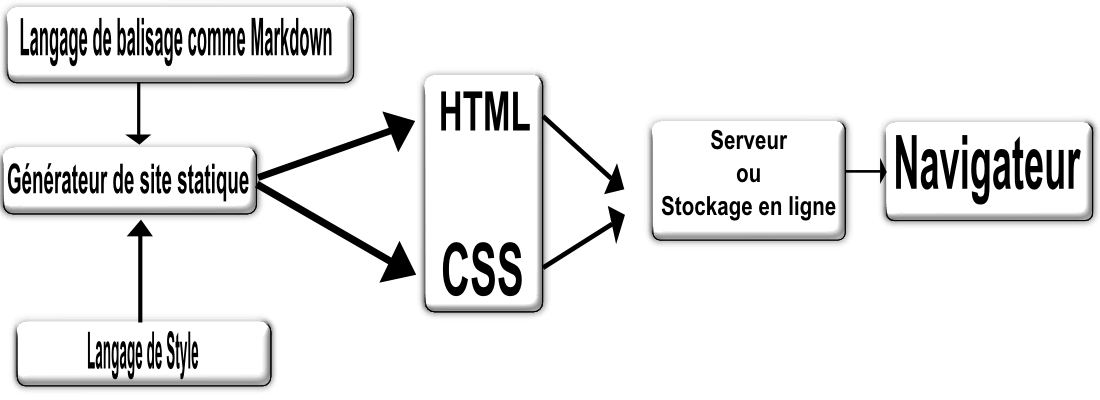 Langage de balisage comme Markdown
Générateur de site statique
Langage de Style
HTML
CSS
Serveur
ou
Stockage en ligne
Navigateur